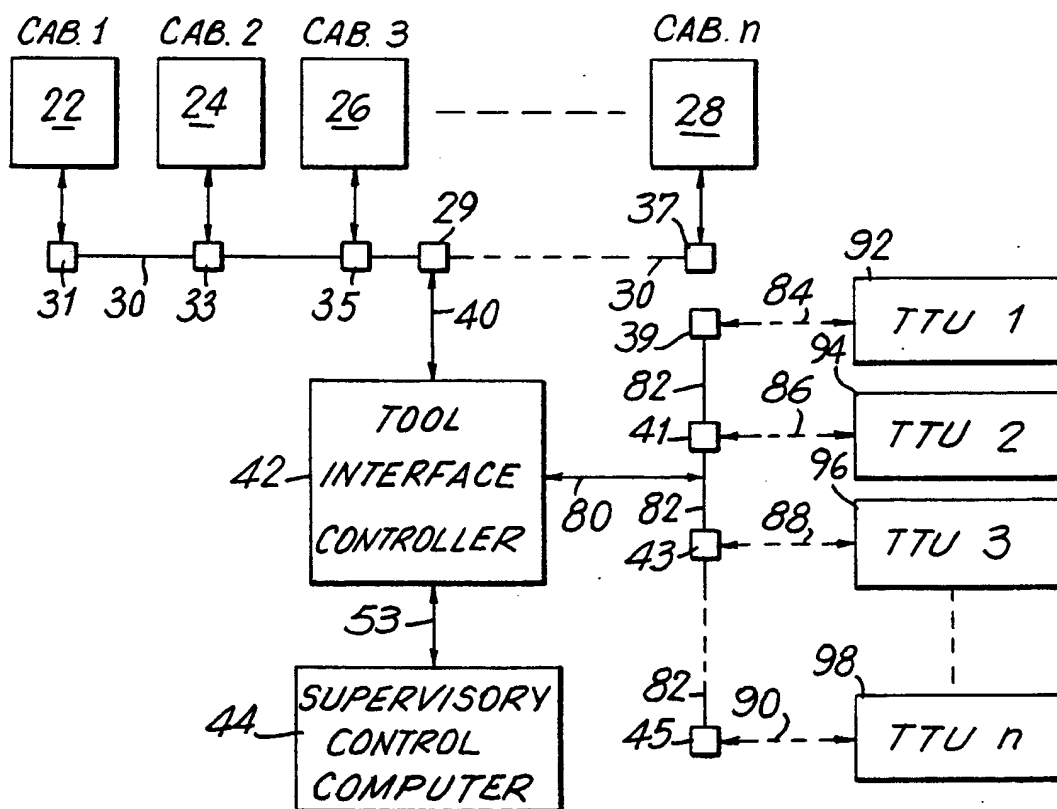 CAB. 1 CAB. 2 CAB. 3 CAB. n
22 24 26 28
29 37
31 30 33 35 40 30
92
39 84 TTU 1
82 86 94
41 TTU 2
TOOL
42 INTERFACE
CONTROLLER
80 82 88 96
43 TTU 3
53
SUPERVISORY
44 CONTROL
COMPUTER
82 90 98
45 TTU n